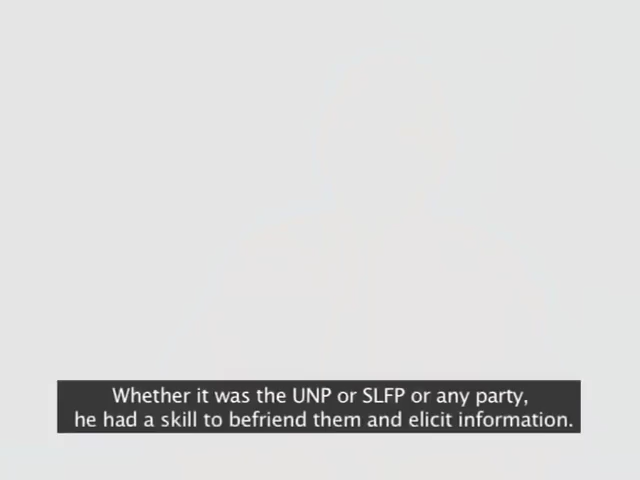 Whether it was the UNP or SLFP or any party,
he had a skill to befriend them and elicit information.